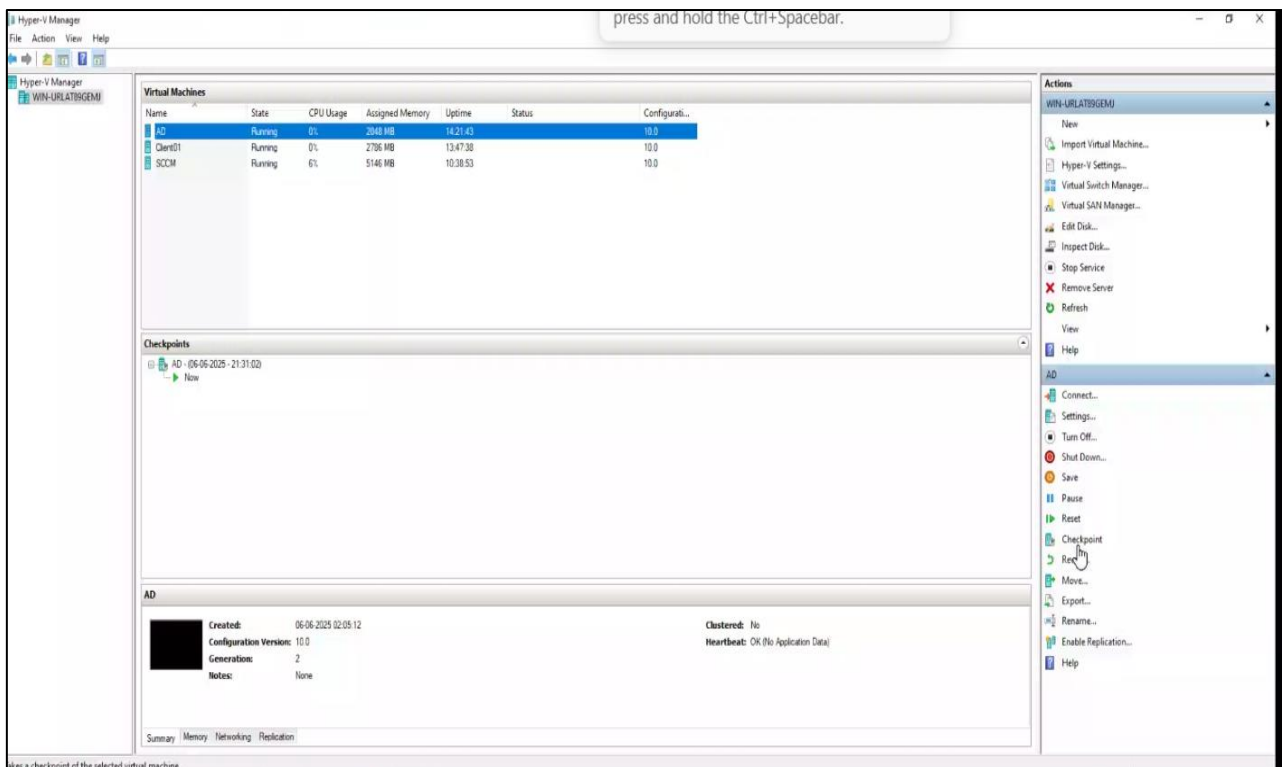 press and hold the Ctrl+Spacebar.
Hyper-V Manager
File Action View Help
Hyper-V Manager
WIN-URLAT89GEMJ
Virtual Machines
Name State CPU Usage Assigned Memory Uptime Status Configurati...
AD Running 0% 2048 MB 14:21:43 10.0
Client01 Running 0% 2786 MB 13:47:38 10.0
SCCM Running 6% 5146 MB 10:38:53 10.0
Checkpoints
AD - (06-06-2025 - 21:31:02)
Now
AD
Created: 06-06-2025 02:05:12 Clustered: No
Configuration Version: 10.0 Heartbeat: OK (No Application Data)
Generation: 2
Notes: None
Summary Memory Networking Replication
Actions
WIN-URLAT89GEMJ
New
Import Virtual Machine...
Hyper-V Settings...
Virtual Switch Manager...
Virtual SAN Manager...
Edit Disk...
Inspect Disk...
Stop Service
Remove Server
Refresh
View
Help
AD
Connect...
Settings...
Turn Off...
Shut Down...
Save
Pause
Reset
Checkpoint
Move...
Export...
Rename...
Enable Replication...
Help
a checkpoint of the selected virtual machine.